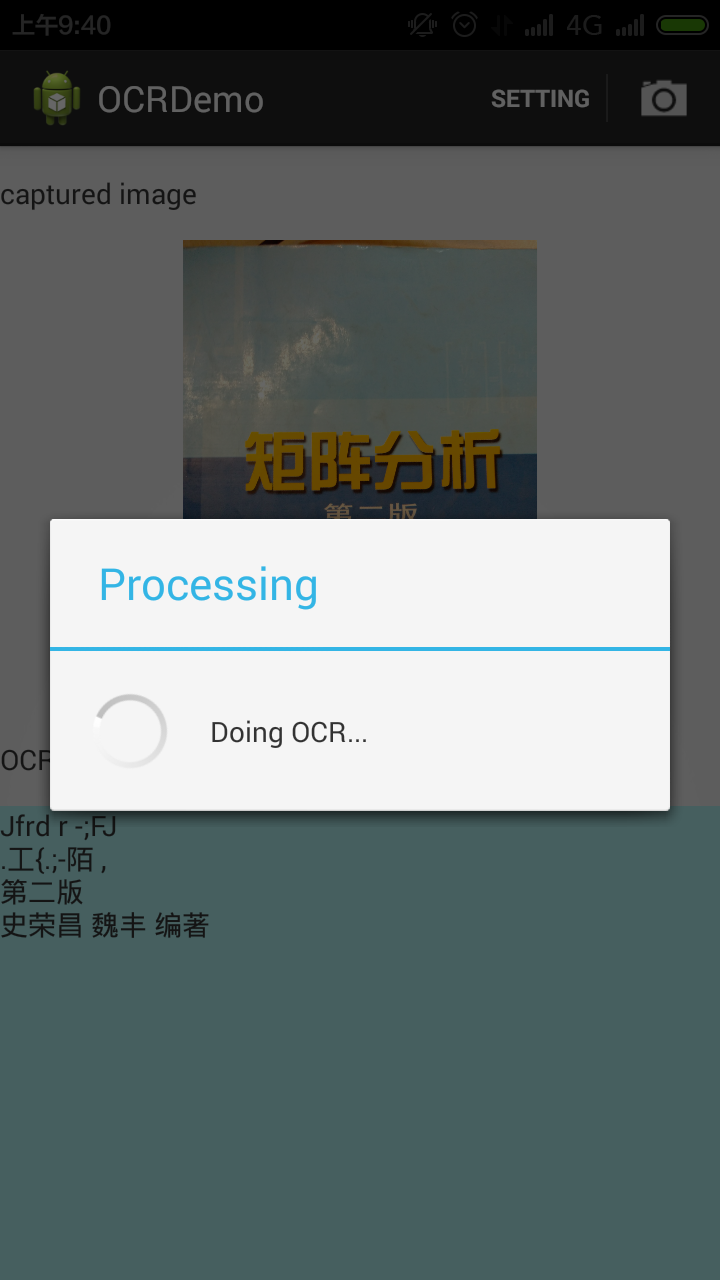 上午9:40 4G
OCRDemo SETTING
captured image
矩阵分析
第二版
Processing
Doing OCR...
OCR
Jfrd r -;FJ
.工{.;-陌 ,
第二版
史荣昌 魏丰 编著